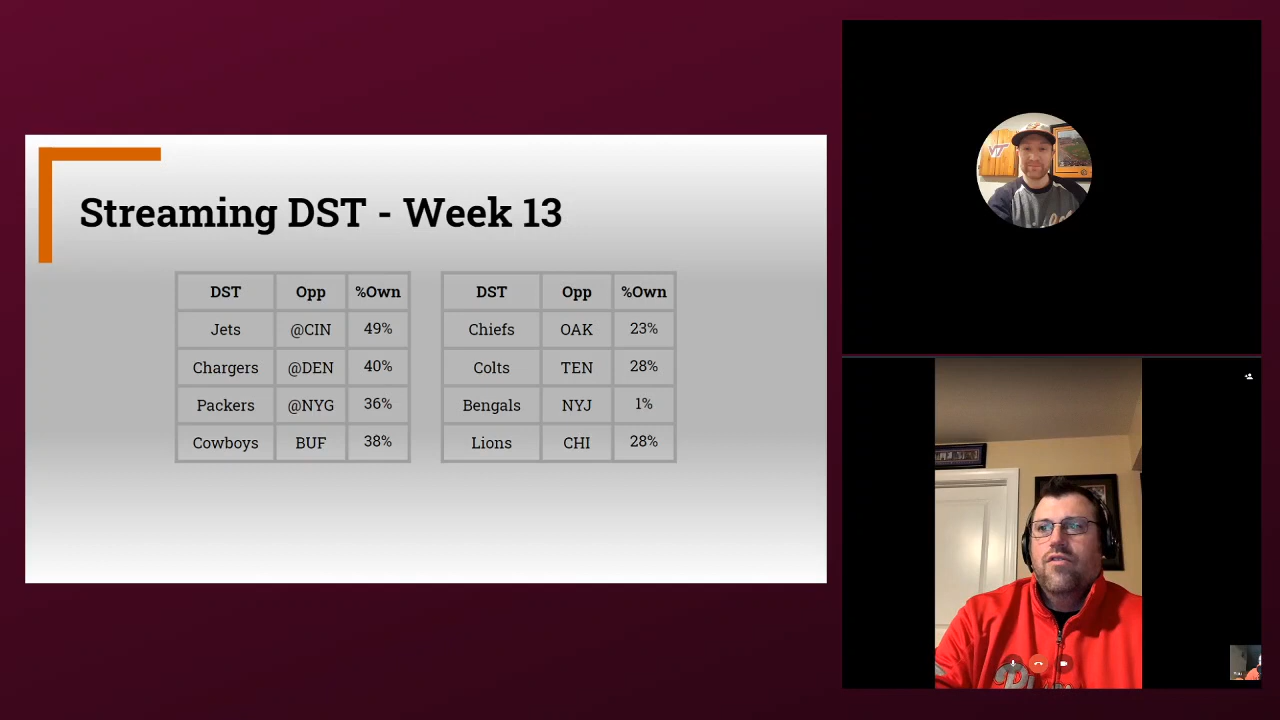 Streaming DST - Week 13
DST Opp %Own
Jets @CIN 49%
Chargers @DEN 40%
Packers @NYG 36%
Cowboys BUF 38%
DST Opp %Own
Chiefs OAK 23%
Colts TEN 28%
Bengals NYJ 1%
Lions CHI 28%
VT